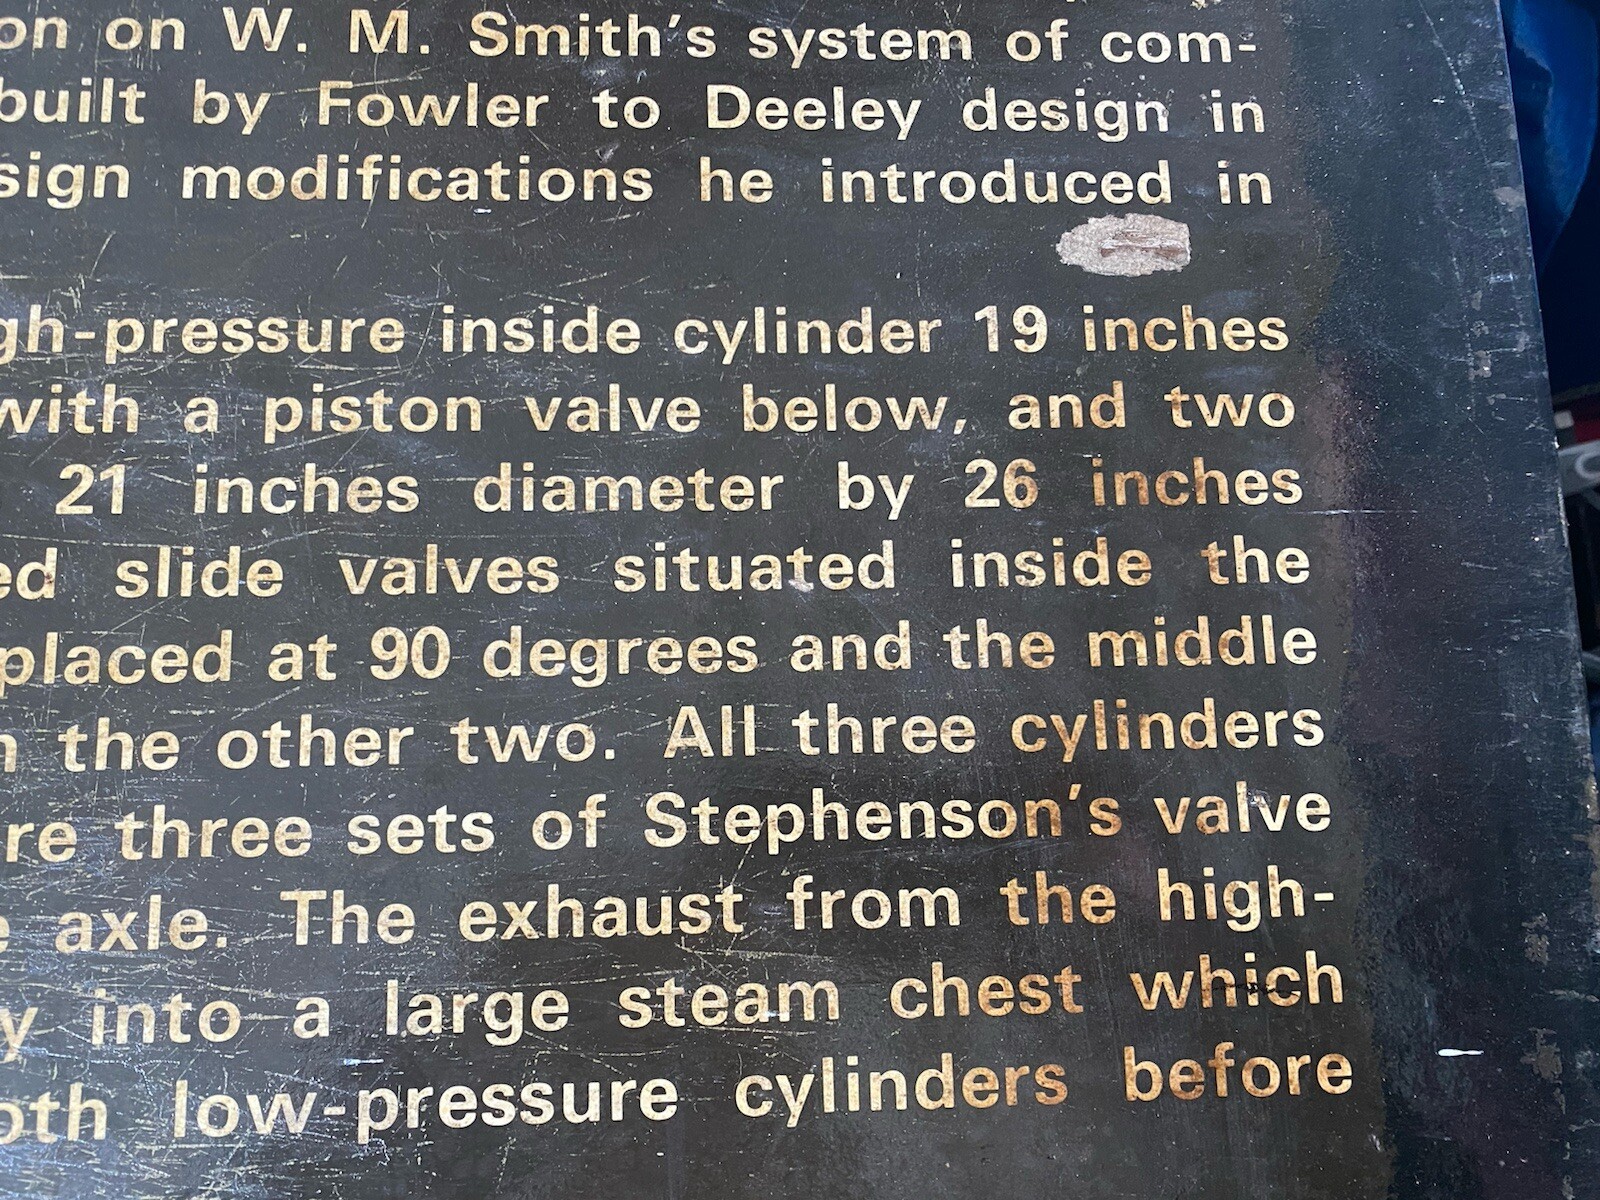 on on W. M. Smith's system of com-
built by Fowler to Deeley design in
sign modifications he introduced in
gh-pressure inside cylinder 19 inches
with a piston valve below, and two
21 inches diameter by 26 inches
ed slide valves situated inside the
placed at 90 degrees and the middle
the other two. All three cylinders
re three sets of Stephenson's valve
e axle. The exhaust from the high-
y into a large steam chest which
oth low-pressure cylinders before